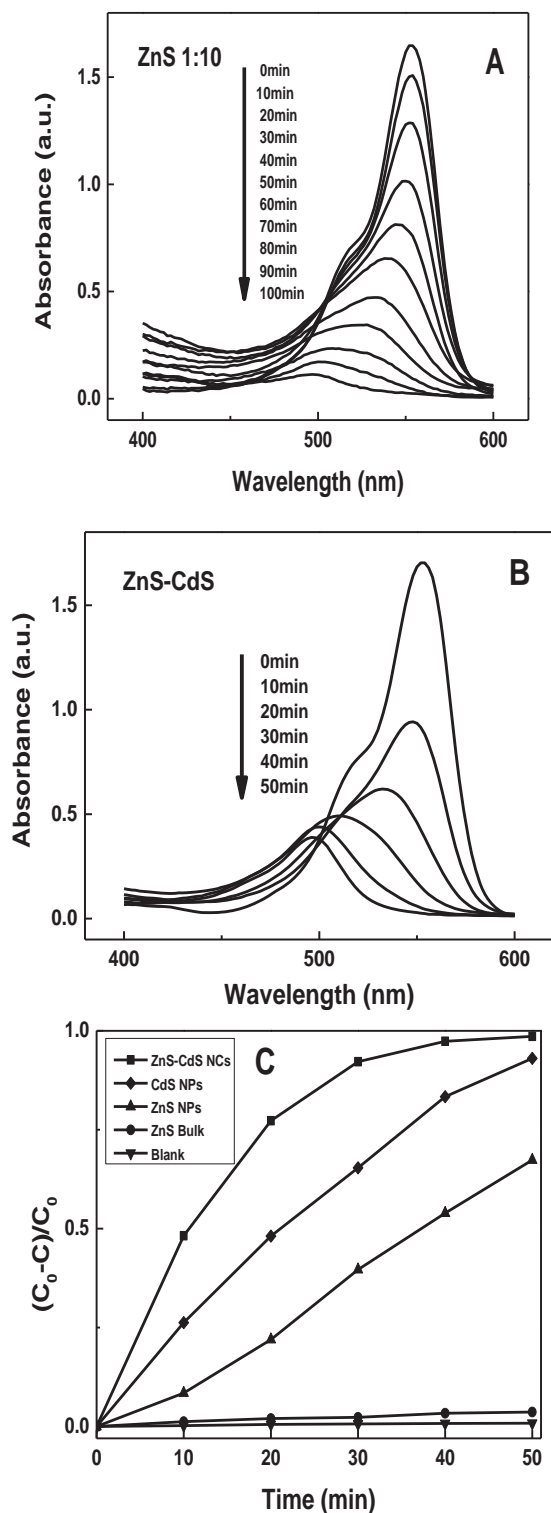 ZnS 1:10
A
0min
10min
20min
30min
40min
50min
60min
70min
80min
90min
100min
1.5
1.0
0.5
0.0
Absorbance (a.u.)
400
500
600
Wavelength (nm)
ZnS-CdS
B
0min
10min
20min
30min
40min
50min
1.5
1.0
0.5
0.0
Absorbance (a.u.)
400
500
600
Wavelength (nm)
C
ZnS-CdS NCs
CdS NPs
ZnS NPs
ZnS Bulk
Blank
1.0
0.5
0.0
(C₀-C)/C₀
0
10
20
30
40
50
Time (min)